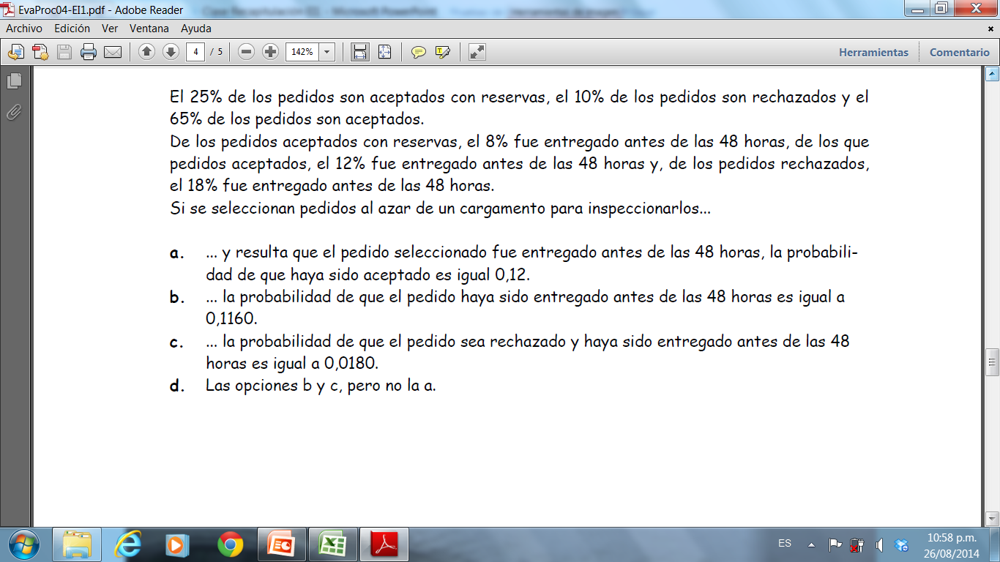 EvaProc04-EI1.pdf - Adobe Reader
Archivo Edición Ver Ventana Ayuda
4 / 5 142% Herramientas Comentario
El 25% de los pedidos son aceptados con reservas, el 10% de los pedidos son rechazados y el
65% de los pedidos son aceptados.
De los pedidos aceptados con reservas, el 8% fue entregado antes de las 48 horas, de los que
pedidos aceptados, el 12% fue entregado antes de las 48 horas y, de los pedidos rechazados,
el 18% fue entregado antes de las 48 horas.
Si se seleccionan pedidos al azar de un cargamento para inspeccionarlos...
a. ... y resulta que el pedido seleccionado fue entregado antes de las 48 horas, la probabili-
dad de que haya sido aceptado es igual 0,12.
b. ... la probabilidad de que el pedido haya sido entregado antes de las 48 horas es igual a
0,1160.
c. ... la probabilidad de que el pedido sea rechazado y haya sido entregado antes de las 48
horas es igual a 0,0180.
d. Las opciones b y c, pero no la a.
ES 10:58 p.m.
26/08/2014